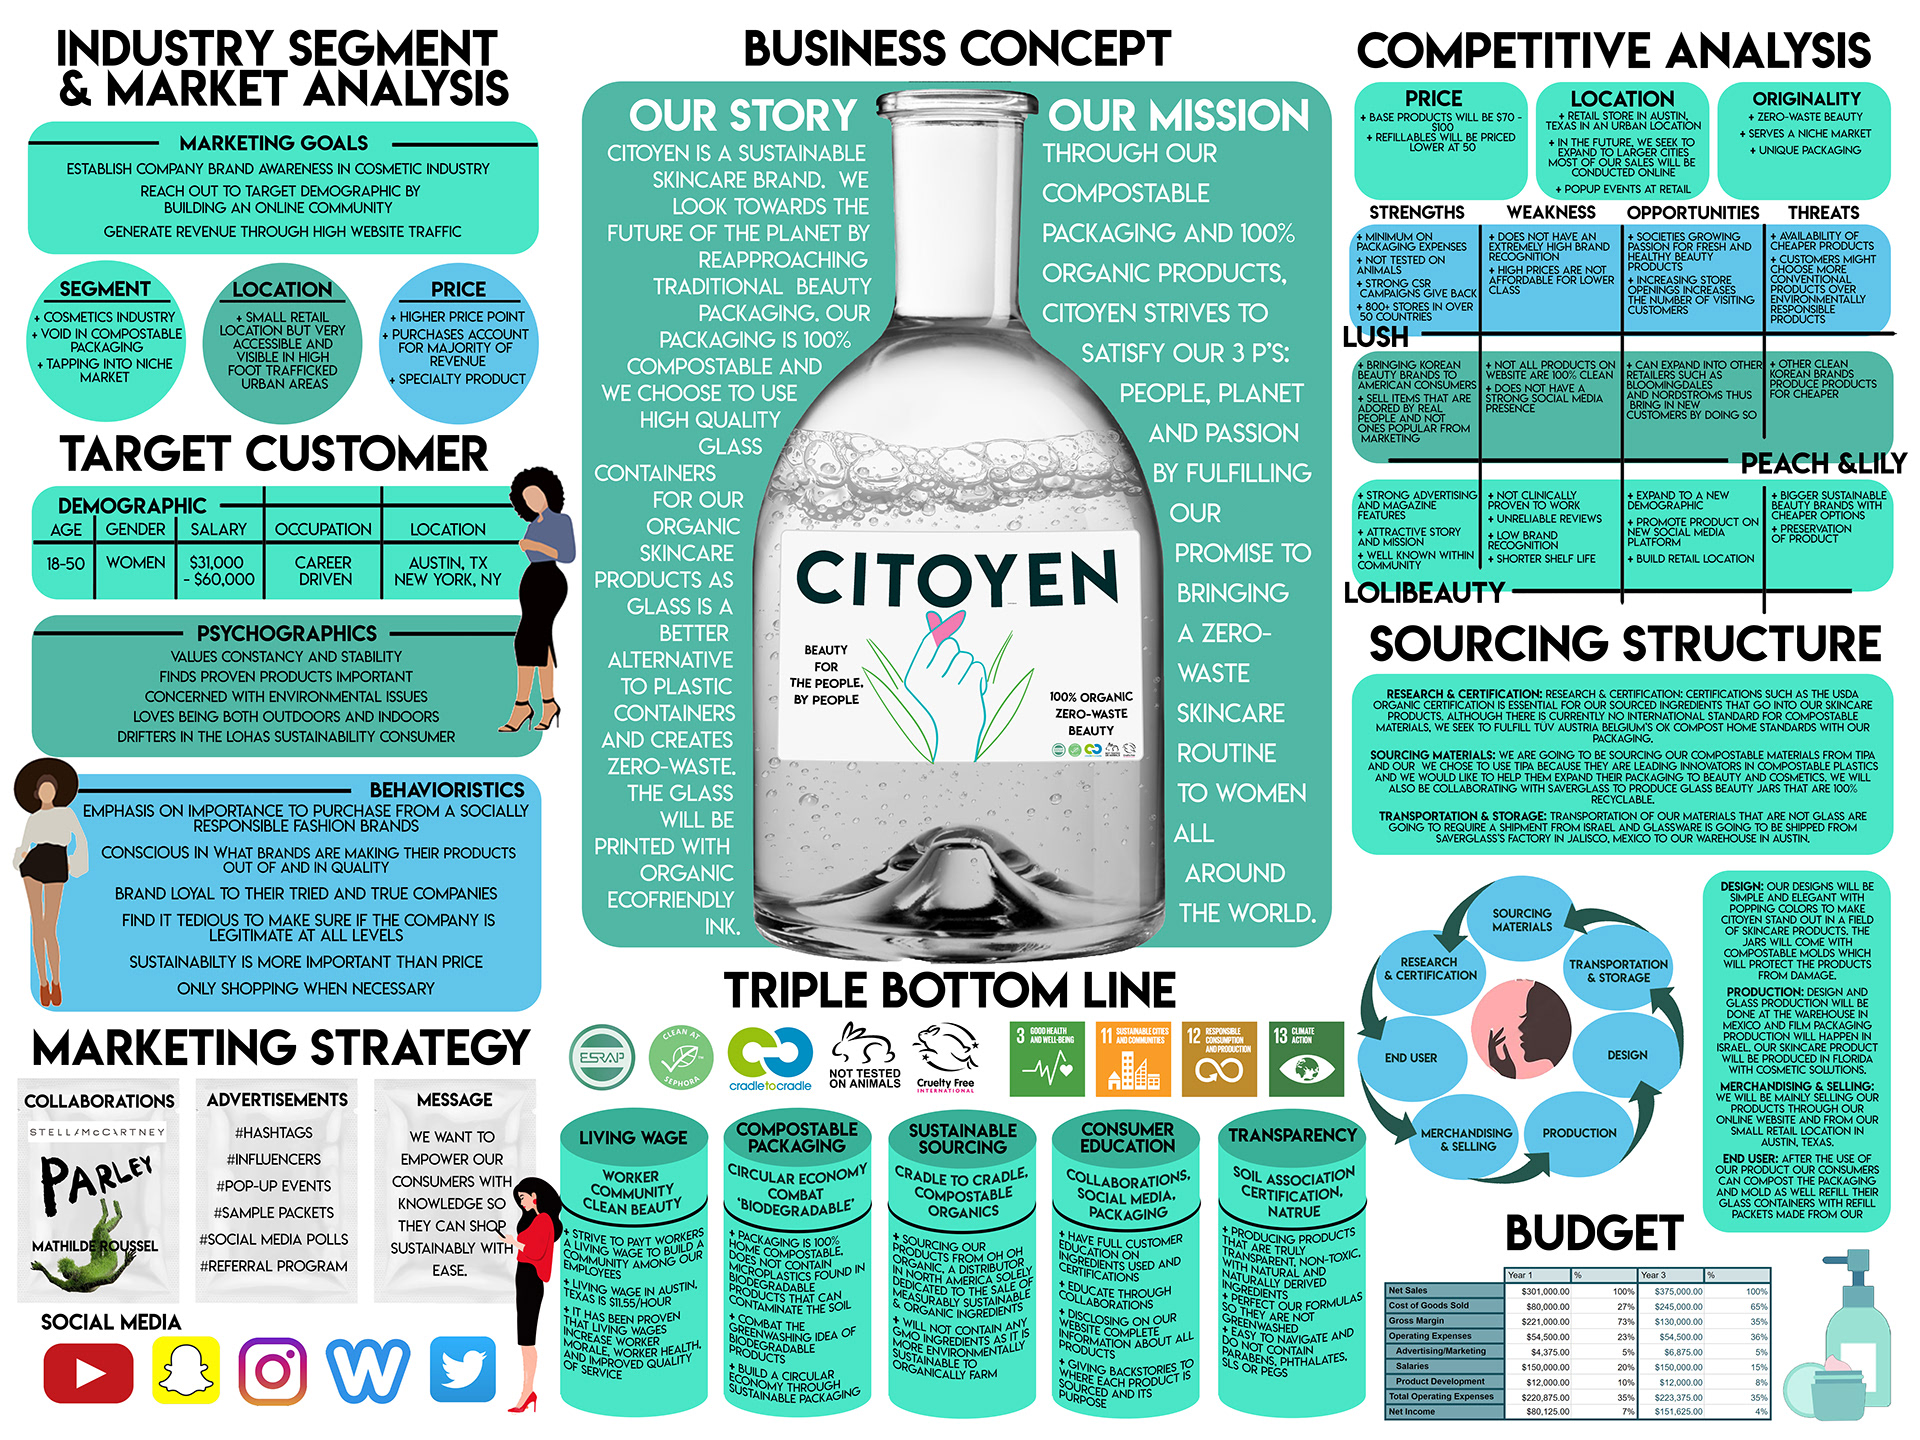 INDUSTRY SEGMENT
& MARKET ANALYSIS
MARKETING GOALS
ESTABLISH COMPANY BRAND AWARENESS IN COSMETIC INDUSTRY
REACH OUT TO TARGET DEMOGRAPHIC BY
BUILDING AN ONLINE COMMUNITY
GENERATE REVENUE THROUGH HIGH WEBSITE TRAFFIC
SEGMENT
+ COSMETICS INDUSTRY
+ VOID IN COMPOSTABLE
PACKAGING
+ TAPPING INTO NICHE
MARKET
LOCATION
+ SMALL RETAIL
LOCATION BUT VERY
ACCESSIBLE AND
VISIBLE IN HIGH
FOOT TRAFFICKED
URBAN AREAS
PRICE
+ HIGHER PRICE POINT
+ PURCHASES ACCOUNT
FOR MAJORITY OF
REVENUE
+ SPECIALTY PRODUCT
TARGET CUSTOMER
DEMOGRAPHIC
AGE GENDER SALARY OCCUPATION LOCATION
18-50 WOMEN $31,000
- $60,000 CAREER
DRIVEN AUSTIN, TX
NEW YORK, NY
PSYCHOGRAPHICS
VALUES CONSTANCY AND STABILITY
FINDS PROVEN PRODUCTS IMPORTANT
CONCERNED WITH ENVIRONMENTAL ISSUES
LOVES BEING BOTH OUTDOORS AND INDOORS
DRIFTERS IN THE LOHAS SUSTAINABILITY CONSUMER
BEHAVIORISTICS
EMPHASIS ON IMPORTANCE TO PURCHASE FROM A SOCIALLY
RESPONSIBLE FASHION BRANDS
CONSCIOUS IN WHAT BRANDS ARE MAKING THEIR PRODUCTS
OUT OF AND IN QUALITY
BRAND LOYAL TO THEIR TRIED AND TRUE COMPANIES
FIND IT TEDIOUS TO MAKE SURE IF THE COMPANY IS
LEGITIMATE AT ALL LEVELS
SUSTAINABILTY IS MORE IMPORTANT THAN PRICE
ONLY SHOPPING WHEN NECESSARY
MARKETING STRATEGY
COLLABORATIONS
STELLA McCARTNEY
PARLEY
MATHILDE ROUSSEL
ADVERTISEMENTS
#HASHTAGS
#INFLUENCERS
#POP-UP EVENTS
#SAMPLE PACKETS
#SOCIAL MEDIA POLLS
#REFERRAL PROGRAM
MESSAGE
WE WANT TO
EMPOWER OUR
CONSUMERS WITH
KNOWLEDGE SO
THEY CAN SHOP
SUSTAINABLY WITH
EASE.
SOCIAL MEDIA
W
BUSINESS CONCEPT
OUR STORY
CITOYEN IS A SUSTAINABLE
SKINCARE BRAND. WE
LOOK TOWARDS THE
FUTURE OF THE PLANET BY
REAPPROACHING
TRADITIONAL BEAUTY
PACKAGING. OUR
PACKAGING IS 100%
COMPOSTABLE AND
WE CHOOSE TO USE
HIGH QUALITY
GLASS
CONTAINERS
FOR OUR
ORGANIC
SKINCARE
PRODUCTS AS
GLASS IS A
BETTER
ALTERNATIVE
TO PLASTIC
CONTAINERS
AND CREATES
ZERO-WASTE.
THE GLASS
WILL BE
PRINTED WITH
ORGANIC
ECOFRIENDLY
INK.
CITOYEN
BEAUTY
FOR
THE PEOPLE,
BY PEOPLE
100% ORGANIC
ZERO-WASTE
BEAUTY
OUR MISSION
THROUGH OUR
COMPOSTABLE
PACKAGING AND 100%
ORGANIC PRODUCTS,
CITOYEN STRIVES TO
SATISFY OUR 3 P'S:
PEOPLE, PLANET
AND PASSION
BY FULFILLING
OUR
PROMISE TO
BRINGING
A ZERO-
WASTE
SKINCARE
ROUTINE
TO WOMEN
ALL
AROUND
THE WORLD.
TRIPLE BOTTOM LINE
ESRAP
CLEAN AT
SEPHORA
cradletocradle
NOT TESTED
ON ANIMALS
Cruelty Free
INTERNATIONAL
3 GOOD HEALTH
AND WELL-BEING
11 SUSTAINABLE CITIES
AND COMMUNITIES
12 RESPONSIBLE
CONSUMPTION
AND PRODUCTION
13 CLIMATE
ACTION
LIVING WAGE
WORKER
COMMUNITY
CLEAN BEAUTY
+ STRIVE TO PAYT WORKERS
A LIVING WAGE TO BUILD A
COMMUNITY AMONG OUR
EMPLOYEES
+ LIVING WAGE IN AUSTIN,
TEXAS IS $11.55/HOUR
+ IT HAS BEEN PROVEN
THAT LIVING WAGES
INCREASE WORKER
MORALE, WORKER HEALTH,
AND IMPROVED QUALITY
OF SERVICE
COMPOSTABLE
PACKAGING
CIRCULAR ECONOMY
COMBAT
'BIODEGRADABLE'
+ PACKAGING IS 100%
HOME COMPOSTABLE,
DOES NOT CONTAIN
MICROPLASTICS FOUND IN
BIODEGRADABLE
PRODUCTS THAT CAN
CONTAMINATE THE SOIL
+ COMBAT THE
GREENWASHING IDEA OF
BIODEGRADABLE
PRODUCTS
+ BUILD A CIRCULAR
ECONOMY THROUGH
SUSTAINABLE PACKAGING
SUSTAINABLE
SOURCING
CRADLE TO CRADLE,
COMPOSTABLE
ORGANICS
+ SOURCING OUR
PRODUCTS FROM OH OH
ORGANIC, A DISTRIBUTOR
IN NORTH AMERICA SOLELY
DEDICATED TO THE SALE OF
MEASURABLY SUSTAINABLE
& ORGANIC INGREDIENTS
+ WILL NOT CONTAIN ANY
GMO INGREDIENTS AS IT IS
MORE ENVIRONMENTALLY
SUSTAINABLE TO
ORGANICALLY FARM
CONSUMER
EDUCATION
COLLABORATIONS,
SOCIAL MEDIA,
PACKAGING
+ HAVE FULL CUSTOMER
EDUCATION ON
INGREDIENTS USED AND
CERTIFICATIONS
+ EDUCATE THROUGH
COLLABORATIONS
+ DISCLOSING ON OUR
WEBSITE COMPLETE
INFORMATION ABOUT ALL
PRODUCTS
+ GIVING BACKSTORIES TO
WHERE EACH PRODUCT IS
SOURCED AND ITS
PURPOSE
TRANSPARENCY
SOIL ASSOCIATION
CERTIFICATION,
NATRUE
+ PRODUCING PRODUCTS
THAT ARE TRULY
TRANSPARENT, NON-TOXIC,
WITH NATURAL AND
NATURALLY DERIVED
INGREDIENTS
+ PERFECT OUR FORMULAS
SO THEY ARE NOT
GREENWASHED
+ EASY TO NAVIGATE AND
DO NOT CONTAIN
PARABENS, PHTHALATES,
SLS OR PEGS
COMPETITIVE ANALYSIS
PRICE
+ BASE PRODUCTS WILL BE $70 -
$100
+ REFILLABLES WILL BE PRICED
LOWER AT 50
LOCATION
+ RETAIL STORE IN AUSTIN,
TEXAS IN AN URBAN LOCATION
+ IN THE FUTURE, WE SEEK TO
EXPAND TO LARGER CITIES
MOST OF OUR SALES WILL BE
CONDUCTED ONLINE
+ POPUP EVENTS AT RETAIL
ORIGINALITY
+ ZERO-WASTE BEAUTY
+ SERVES A NICHE MARKET
+ UNIQUE PACKAGING
STRENGTHS WEAKNESS OPPORTUNITIES THREATS
+ MINIMUM ON
PACKAGING EXPENSES
+ NOT TESTED ON
ANIMALS
+ STRONG CSR
CAMPAIGNS GIVE BACK
+ 800+ STORES IN OVER
50 COUNTRIES
+ DOES NOT HAVE AN
EXTREMELY HIGH BRAND
RECOGNITION
+ HIGH PRICES ARE NOT
AFFORDABLE FOR LOWER
CLASS
+ SOCIETIES GROWING
PASSION FOR FRESH AND
HEALTHY BEAUTY
PRODUCTS
+ INCREASING STORE
OPENINGS INCREASES
THE NUMBER OF VISITING
CUSTOMERS
+ AVAILABILITY OF
CHEAPER PRODUCTS
+ CUSTOMERS MIGHT
CHOOSE MORE
CONVENTIONAL
PRODUCTS OVER
ENVIRONMENTALLY
RESPONSIBLE
PRODUCTS
LUSH
+ BRINGING KOREAN
BEAUTY BRANDS TO
AMERICAN CONSUMERS
+ SELL ITEMS THAT ARE
ADORED BY REAL
PEOPLE AND NOT
ONES POPULAR FROM
MARKETING
+ NOT ALL PRODUCTS ON
WEBSITE ARE 100% CLEAN
+ DOES NOT HAVE A
STRONG SOCIAL MEDIA
PRESENCE
+ CAN EXPAND INTO OTHER
RETAILERS SUCH AS
BLOOMINGDALES
AND NORDSTROMS THUS
BRING IN NEW
CUSTOMERS BY DOING SO
+ OTHER CLEAN
KOREAN BRANDS
PRODUCE PRODUCTS
FOR CHEAPER
PEACH &LILY
+ STRONG ADVERTISING
AND MAGAZINE
FEATURES
+ ATTRACTIVE STORY
AND MISSION
+ WELL KNOWN WITHIN
COMMUNITY
+ NOT CLINICALLY
PROVEN TO WORK
+ UNRELIABLE REVIEWS
+ LOW BRAND
RECOGNITION
+ SHORTER SHELF LIFE
+ EXPAND TO A NEW
DEMOGRAPHIC
+ PROMOTE PRODUCT ON
NEW SOCIAL MEDIA
PLATFORM
+ BUILD RETAIL LOCATION
+ BIGGER SUSTAINABLE
BEAUTY BRANDS WITH
CHEAPER OPTIONS
+ PRESERVATION
OF PRODUCT
LOLIBEAUTY
SOURCING STRUCTURE
RESEARCH & CERTIFICATION: RESEARCH & CERTIFICATION: CERTIFICATIONS SUCH AS THE USDA
ORGANIC CERTIFICATION IS ESSENTIAL FOR OUR SOURCED INGREDIENTS THAT GO INTO OUR SKINCARE
PRODUCTS. ALTHOUGH THERE IS CURRENTLY NO INTERNATIONAL STANDARD FOR COMPOSTABLE
MATERIALS, WE SEEK TO FULFILL TÜV AUSTRIA BELGIUM'S OK COMPOST HOME STANDARDS WITH OUR
PACKAGING.
SOURCING MATERIALS: WE ARE GOING TO BE SOURCING OUR COMPOSTABLE MATERIALS FROM TIPA
AND OUR WE CHOSE TO USE TIPA BECAUSE THEY ARE LEADING INNOVATORS IN COMPOSTABLE PLASTICS
AND WE WOULD LIKE TO HELP THEM EXPAND THEIR PACKAGING TO BEAUTY AND COSMETICS. WE WILL
ALSO BE COLLABORATING WITH SAVERGLASS TO PRODUCE GLASS BEAUTY JARS THAT ARE 100%
RECYCLABLE.
TRANSPORTATION & STORAGE: TRANSPORTATION OF OUR MATERIALS THAT ARE NOT GLASS ARE
GOING TO REQUIRE A SHIPMENT FROM ISRAEL AND GLASSWARE IS GOING TO BE SHIPPED FROM
SAVERGLASS'S FACTORY IN JALISCO, MEXICO TO OUR WAREHOUSE IN AUSTIN.
SOURCING
MATERIALS
RESEARCH
& CERTIFICATION
TRANSPORTATION
& STORAGE
END USER
DESIGN
MERCHANDISING
& SELLING
PRODUCTION
DESIGN: OUR DESIGNS WILL BE
SIMPLE AND ELEGANT WITH
POPPING COLORS TO MAKE
CITOYEN STAND OUT IN A FIELD
OF SKINCARE PRODUCTS. THE
JARS WILL COME WITH
COMPOSTABLE MOLDS WHICH
WILL PROTECT THE PRODUCTS
FROM DAMAGE.
PRODUCTION: DESIGN AND
GLASS PRODUCTION WILL BE
DONE AT THE WAREHOUSE IN
MEXICO AND FILM PACKAGING
PRODUCTION WILL HAPPEN IN
ISRAEL. OUR SKINCARE PRODUCT
WILL BE PRODUCED IN FLORIDA
WITH COSMETIC SOLUTIONS.
MERCHANDISING & SELLING:
WE WILL BE MAINLY SELLING OUR
PRODUCTS THROUGH OUR
ONLINE WEBSITE AND FROM OUR
SMALL RETAIL LOCATION IN
AUSTIN, TEXAS.
END USER: AFTER THE USE OF
OUR PRODUCT OUR CONSUMERS
CAN COMPOST THE PACKAGING
AND MOLD AS WELL REFILL THEIR
GLASS CONTAINERS WITH REFILL
PACKETS MADE FROM OUR
BUDGET
Year 1 % Year 3 %
Net Sales $301,000.00 100% $375,000.00 100%
Cost of Goods Sold $80,000.00 27% $245,000.00 65%
Gross Margin $221,000.00 73% $130,000.00 35%
Operating Expenses $54,500.00 23% $54,500.00 36%
Advertising/Marketing $4,375.00 5% $6,875.00 5%
Salaries $150,000.00 20% $150,000.00 15%
Product Development $12,000.00 10% $12,000.00 8%
Total Operating Expenses $220,875.00 35% $223,375.00 35%
Net Income $80,125.00 7% $151,625.00 4%